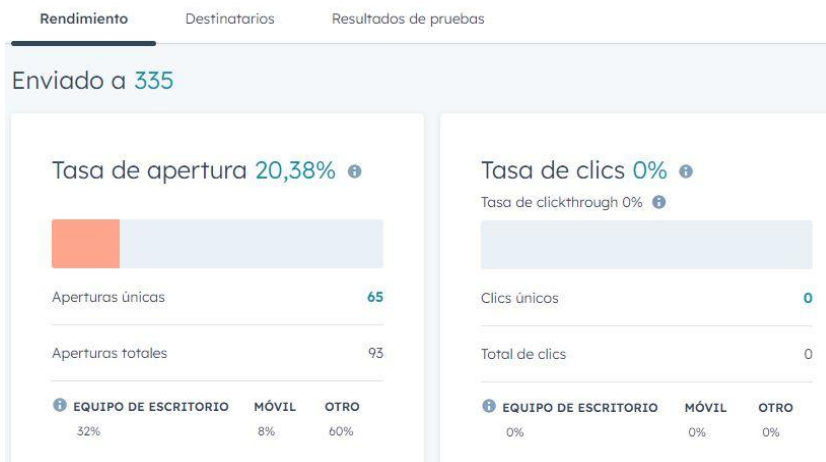 Rendimiento Destinatarios Resultados de pruebas
Enviado a 335
Tasa de apertura 20,38%
Aperturas únicas 65
Aperturas totales 93
EQUIPO DE ESCRITORIO MÓVIL OTRO
32% 8% 60%
Tasa de clics 0%
Tasa de clickthrough 0%
Clics únicos 0
Total de clics 0
EQUIPO DE ESCRITORIO MÓVIL OTRO
0% 0% 0%